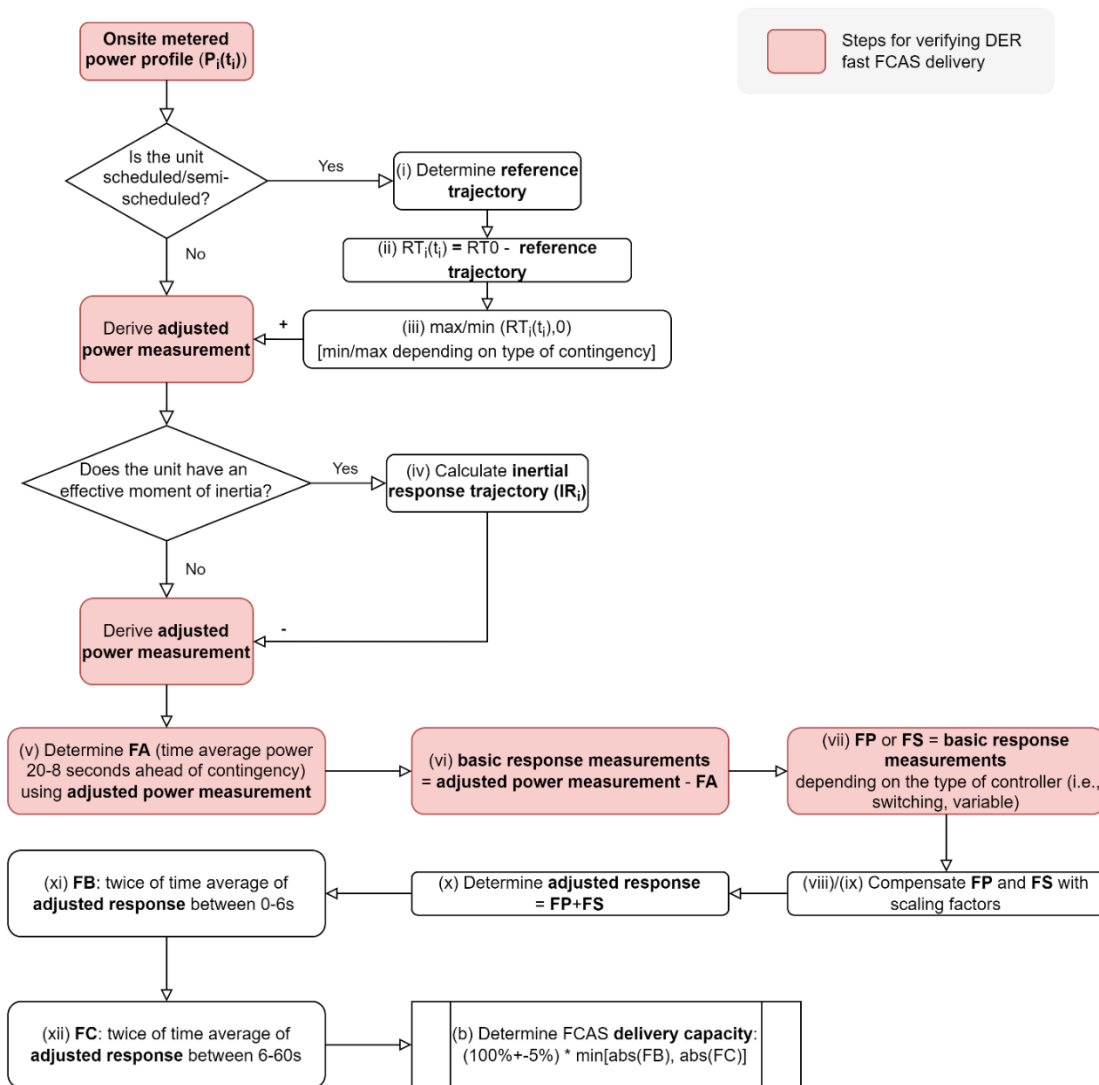 Onsite metered
power profile (Pi(ti))
Steps for verifying DER
fast FCAS delivery
Is the unit
scheduled/semi-
scheduled?
Yes
(i) Determine reference
trajectory
No
(ii) RTi(ti) = RT0 - reference
trajectory
Derive adjusted
power measurement
+
(iii) max/min (RTi(ti),0)
[min/max depending on type of contingency]
Does the unit have an
effective moment of inertia?
Yes
(iv) Calculate inertial
response trajectory (IRi)
No
Derive adjusted
power measurement
-
(v) Determine FA (time average power
20-8 seconds ahead of contingency)
using adjusted power measurement
(vi) basic response measurements
= adjusted power measurement - FA
(vii) FP or FS = basic response
measurements
depending on the type of controller (i.e.,
switching, variable)
(viii)/(ix) Compensate FP and FS with
scaling factors
(x) Determine adjusted response
= FP+FS
(xi) FB: twice of time average of
adjusted response between 0-6s
(xii) FC: twice of time average of
adjusted response between 6-60s
(b) Determine FCAS delivery capacity:
(100%+-5%) * min[abs(FB), abs(FC)]